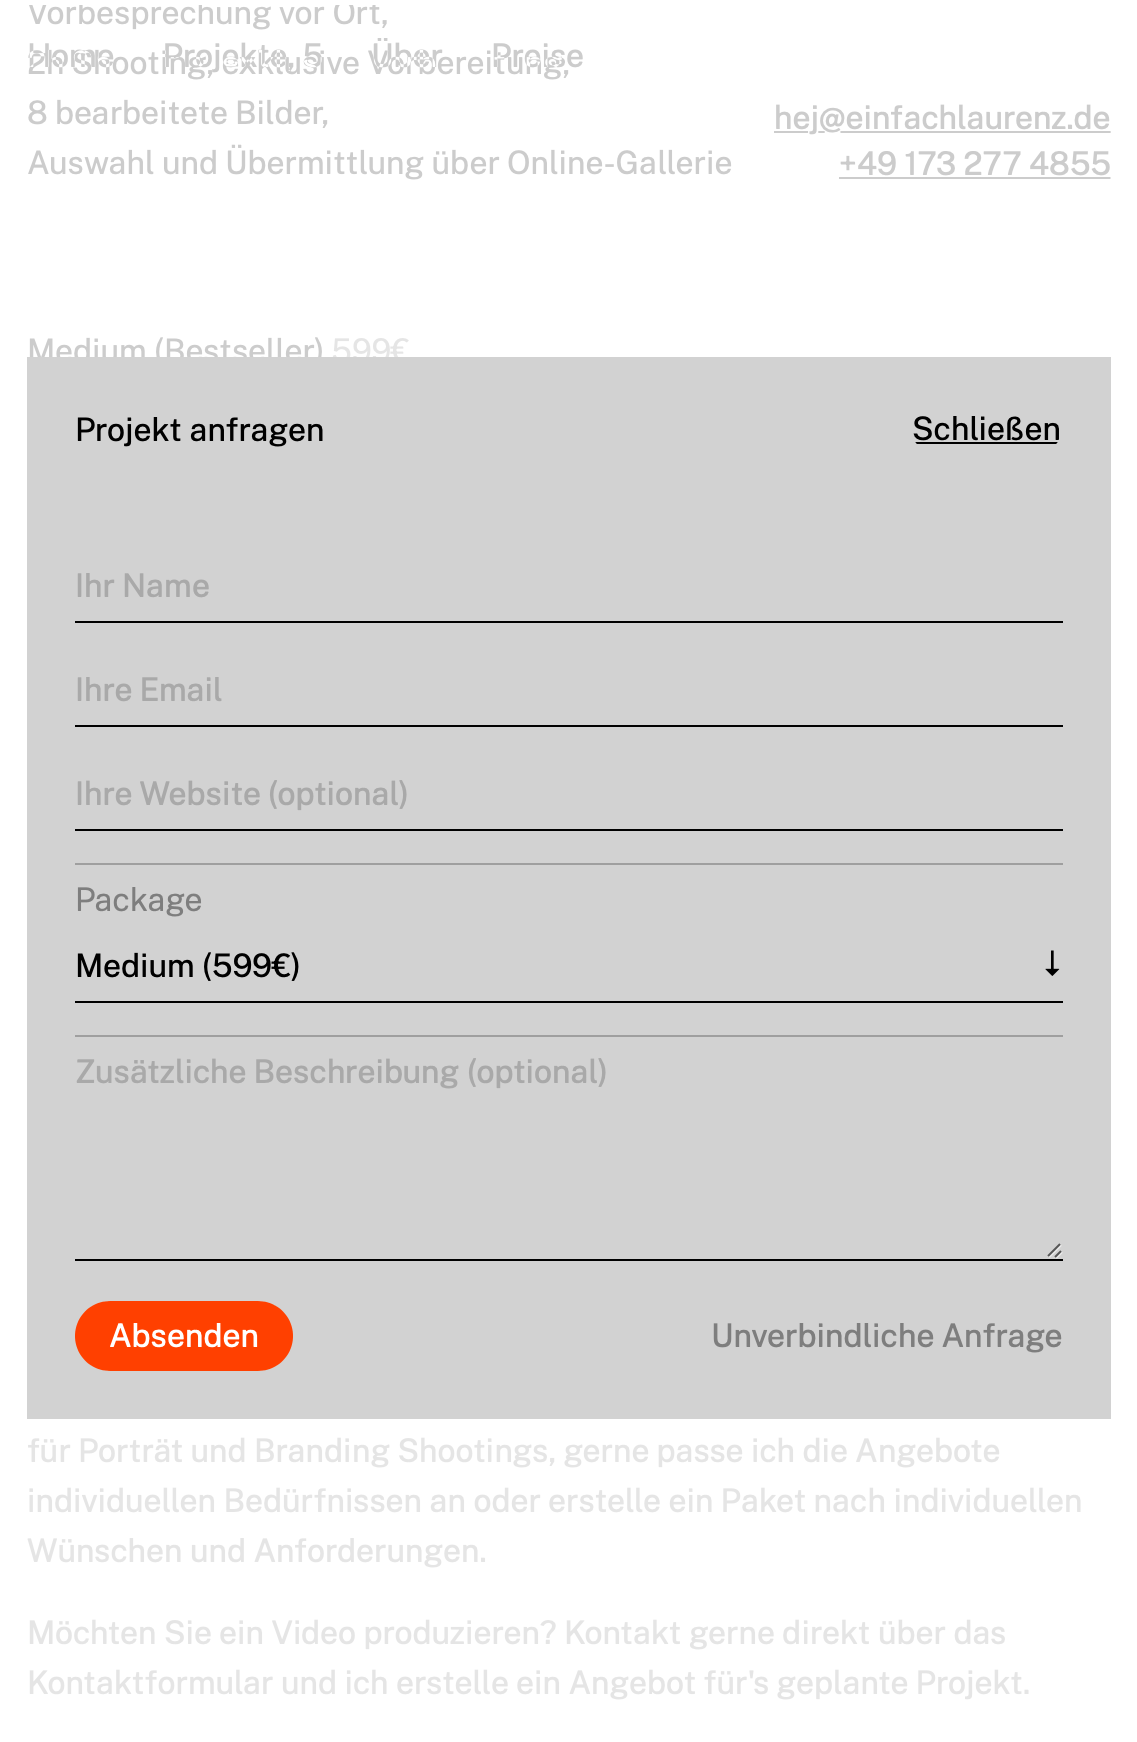 Vorbesprechung vor Ort,
Home Projekte, 5 Über Preise
2h Shooting, exklusive Vorbereitung,
8 bearbeitete Bilder,
hej@einfachlaurenz.de
Auswahl und Übermittlung über Online-Gallerie
+49 173 277 4855
Medium (Bestseller) 599€
Projekt anfragen
Schließen
Ihr Name
Ihre Email
Ihre Website (optional)
Package
Medium (599€)
Zusätzliche Beschreibung (optional)
Absenden
Unverbindliche Anfrage
für Porträt und Branding Shootings, gerne passe ich die Angebote
individuellen Bedürfnissen an oder erstelle ein Paket nach individuellen
Wünschen und Anforderungen.
Möchten Sie ein Video produzieren? Kontakt gerne direkt über das
Kontaktformular und ich erstelle ein Angebot für's geplante Projekt.